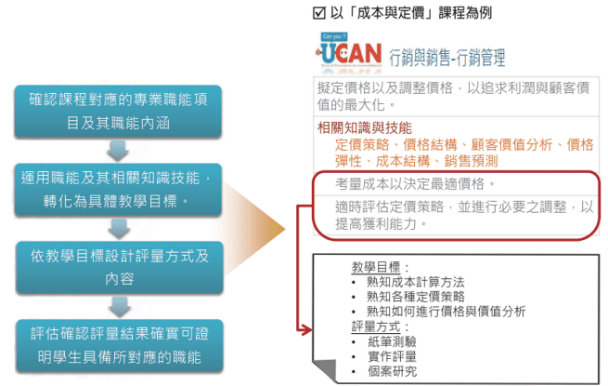 ☑ 以「成本與定價」課程為例
Can you ?
UCAN 行銷與銷售-行銷管理
擬定價格以及調整價格，以追求利潤與顧客價
值的最大化。
相關知識與技能
定價策略、價格結構、顧客價值分析、價格
彈性、成本結構、銷售預測
考量成本以決定最適價格。
適時評估定價策略，並進行必要之調整，以
提高獲利能力。
教學目標：
• 熟知成本計算方法
• 熟知各種定價策略
• 熟知如何進行價格與價值分析
評量方式：
• 紙筆測驗
• 實作評量
• 個案研究
確認課程對應的專業職能項
目及其職能內涵
運用職能及其相關知識技能，
轉化為具體教學目標。
依教學目標設計評量方式及
內容
評估確認評量結果確實可證
明學生具備所對應的職能